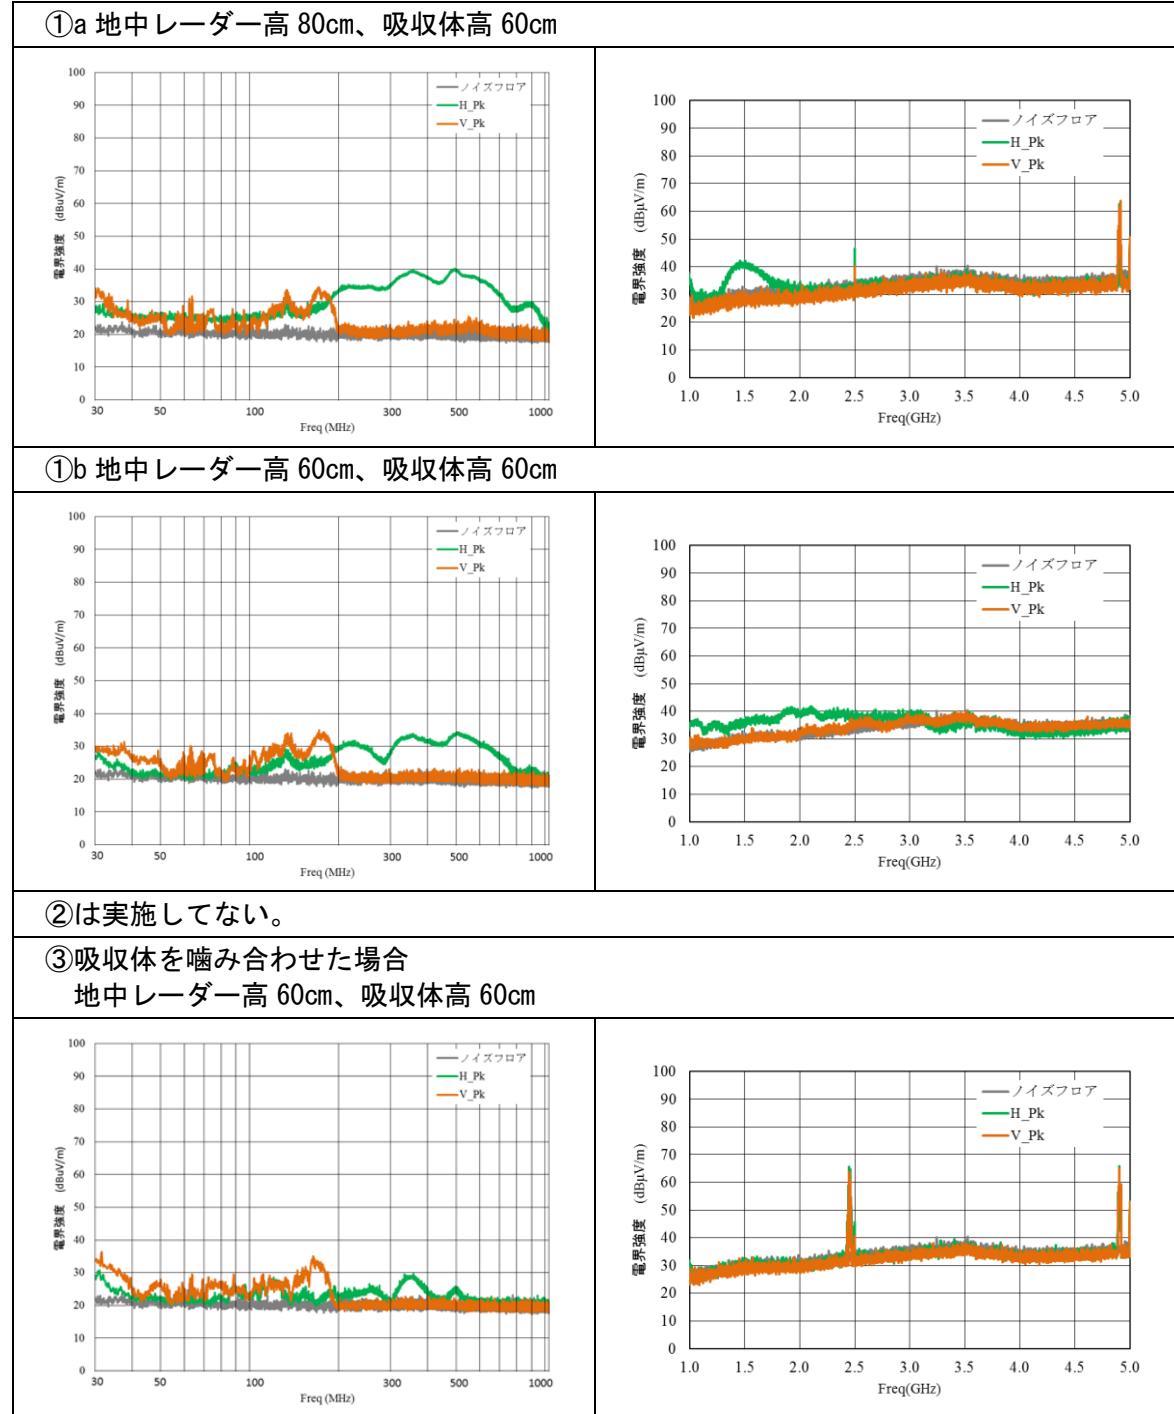 ①a 地中レーダー高 80㎝、吸収体高 60㎝
100
90
80
70
60
50
40
30
20
10
0
電界強度 (dBuV/m)
ノイズフロア
H_Pk
V_Pk
30 50 100 300 500 1000
Freq (MHz)
100
90
80
70
60
50
40
30
20
10
0
電界強度 (dBµV/m)
ノイズフロア
H_Pk
V_Pk
1.0 1.5 2.0 2.5 3.0 3.5 4.0 4.5 5.0
Freq(GHz)
①b 地中レーダー高 60㎝、吸収体高 60㎝
100
90
80
70
60
50
40
30
20
10
0
電界強度 (dBuV/m)
ノイズフロア
H_Pk
V_Pk
30 50 100 300 500 1000
Freq (MHz)
100
90
80
70
60
50
40
30
20
10
0
電界強度 (dBµV/m)
ノイズフロア
H_Pk
V_Pk
1.0 1.5 2.0 2.5 3.0 3.5 4.0 4.5 5.0
Freq(GHz)
②は実施してない。
③吸収体を噛み合わせた場合
地中レーダー高 60㎝、吸収体高 60㎝
100
90
80
70
60
50
40
30
20
10
0
電界強度 (dBuV/m)
ノイズフロア
H_Pk
V_Pk
30 50 100 300 500 1000
Freq (MHz)
100
90
80
70
60
50
40
30
20
10
0
電界強度 (dBµV/m)
ノイズフロア
H_Pk
V_Pk
1.0 1.5 2.0 2.5 3.0 3.5 4.0 4.5 5.0
Freq(GHz)